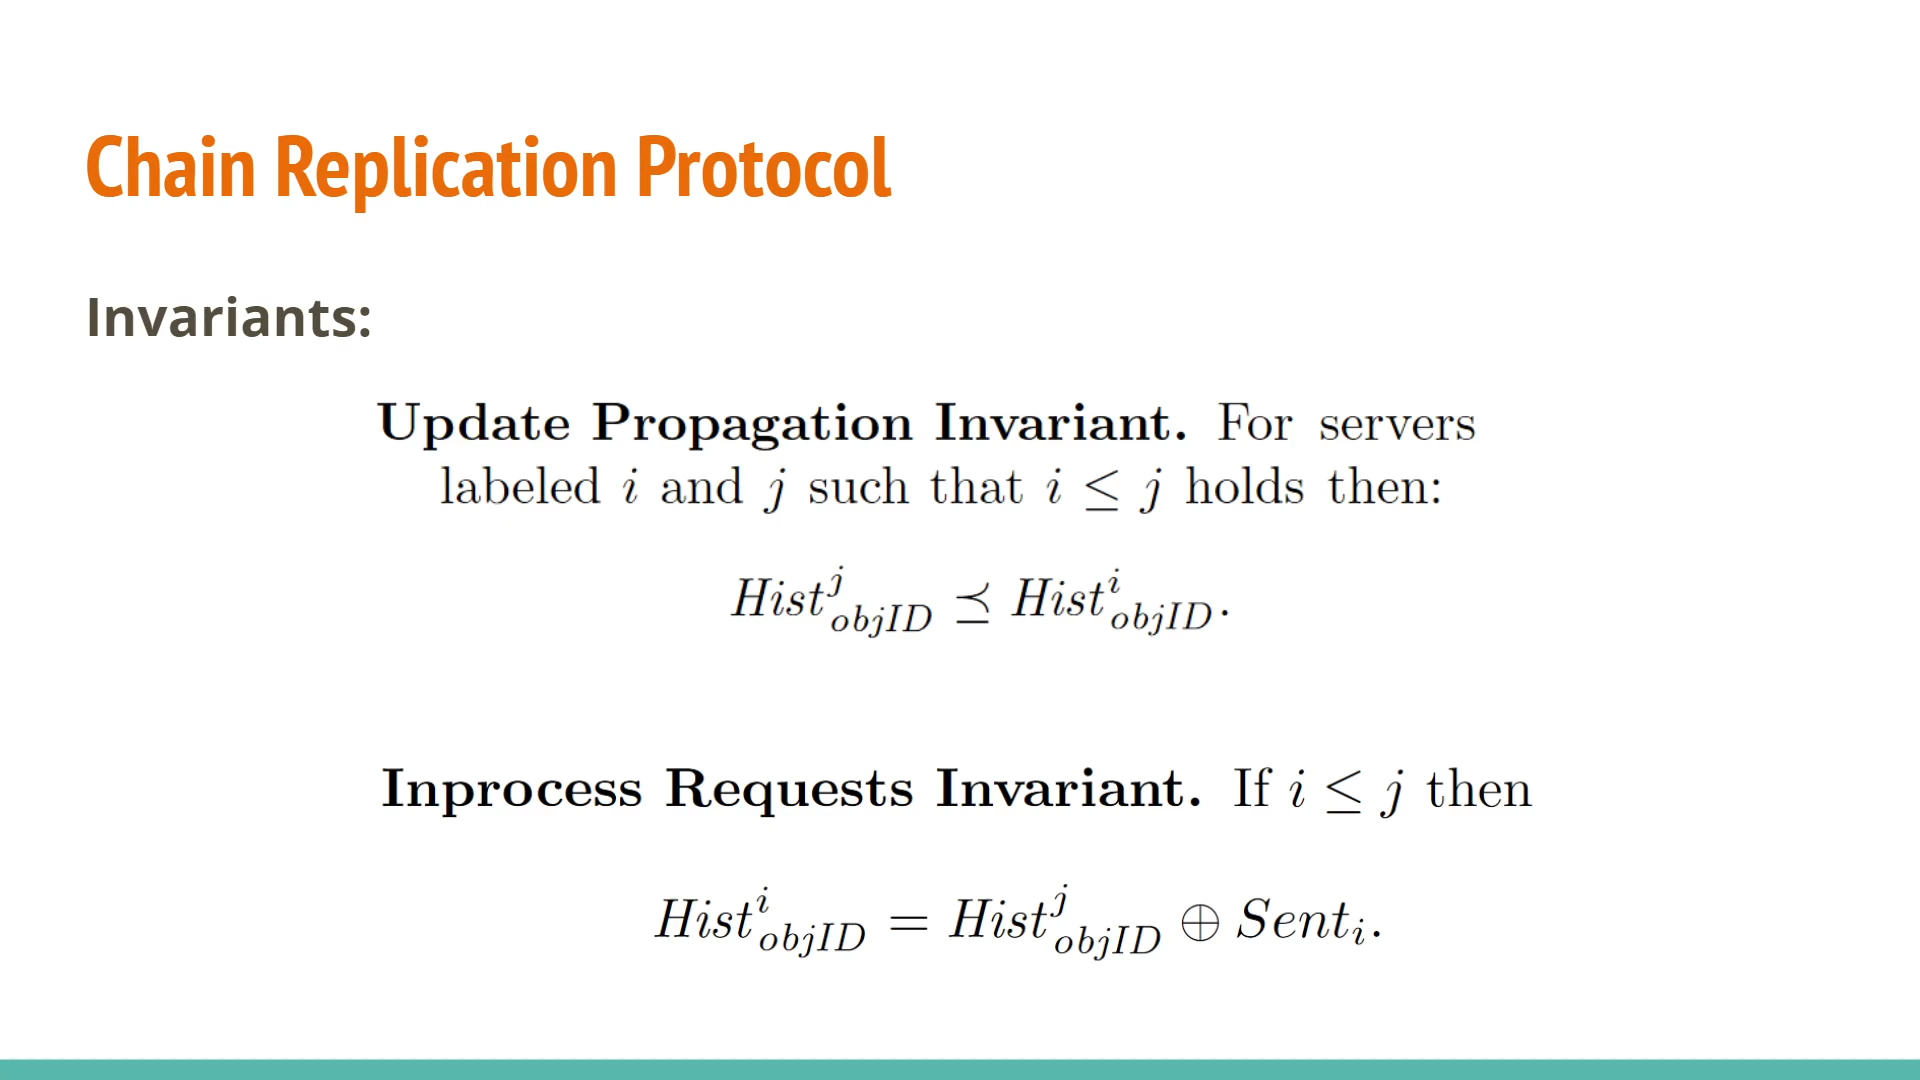 Chain Replication Protocol
Invariants:
Update Propagation Invariant. For servers
labeled i and j such that i ≤ j holds then:
Hist^j_objID ⪯ Hist^i_objID.
Inprocess Requests Invariant. If i ≤ j then
Hist^i_objID = Hist^j_objID ⊕ Sent_i.